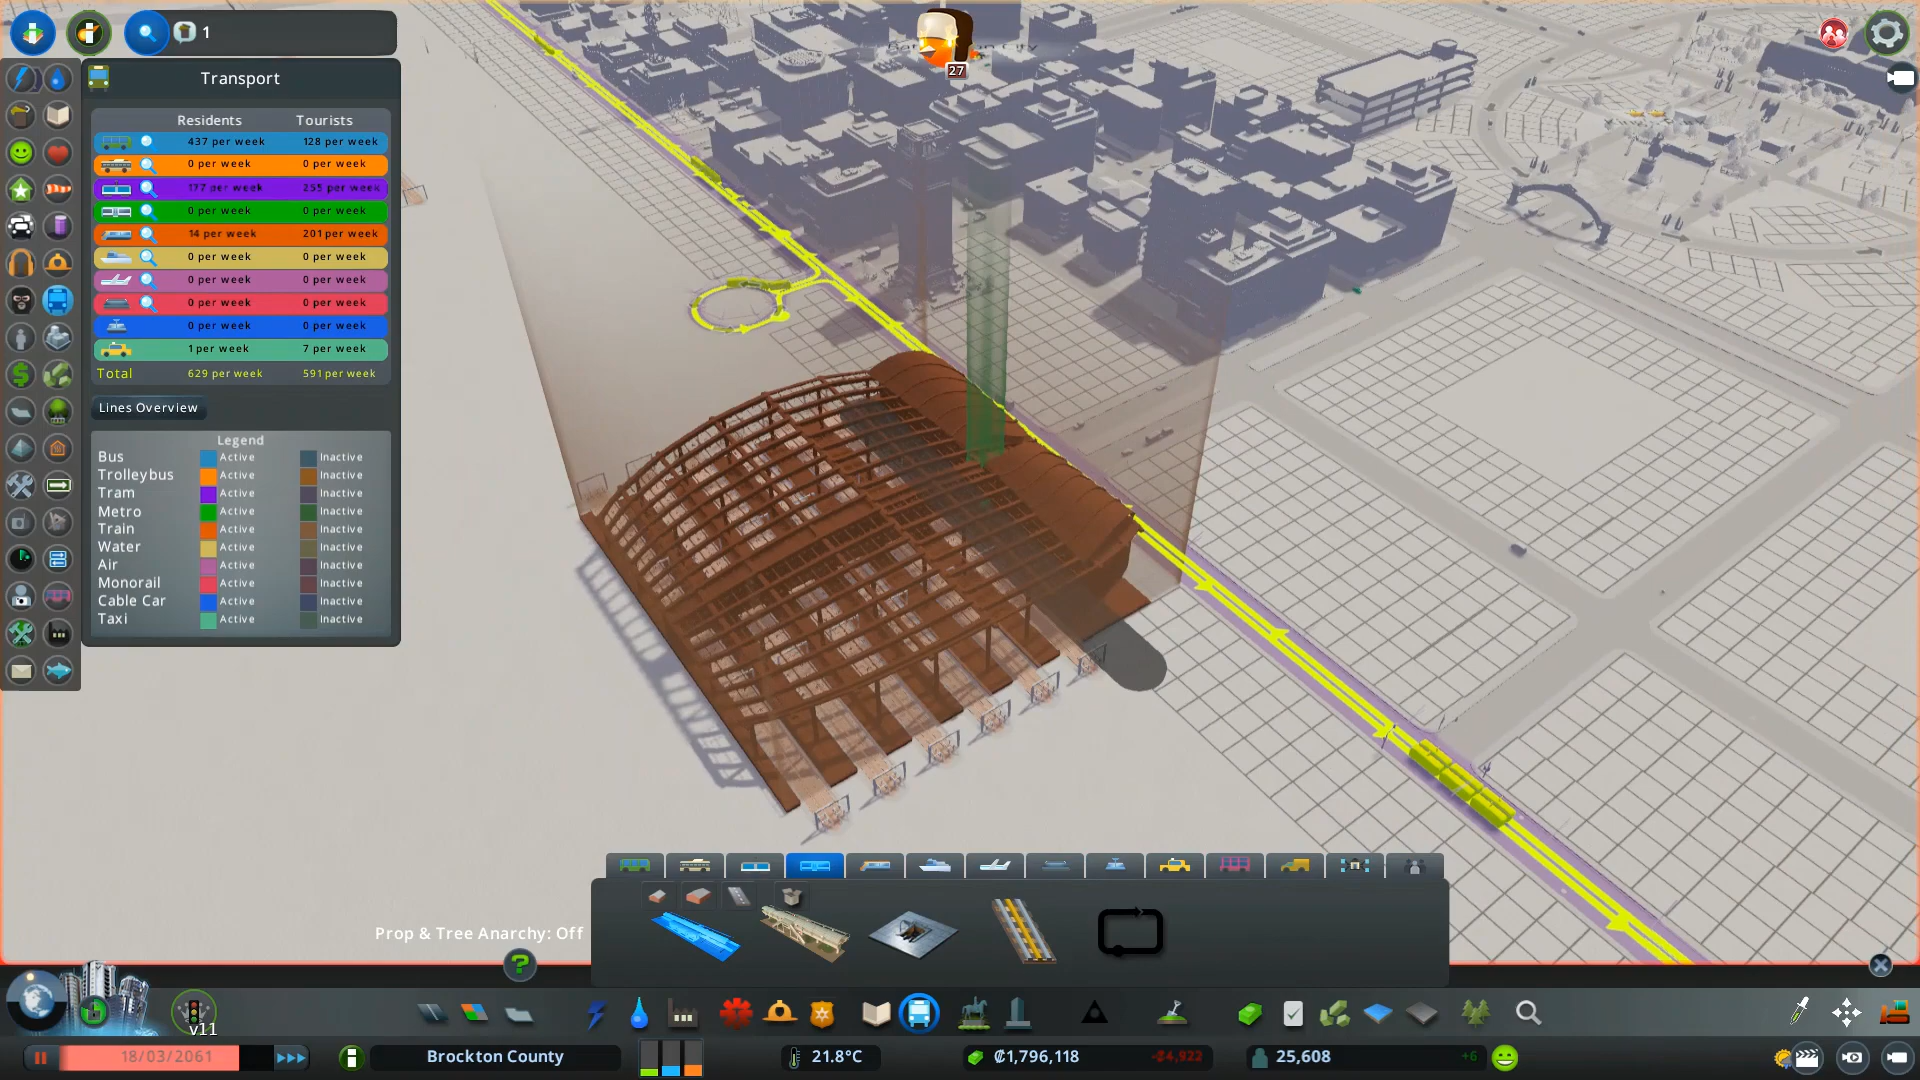 1
27
Transport
Residents Tourists
437 per week 128 per week
0 per week 0 per week
177 per week 255 per week
0 per week 0 per week
14 per week 201 per week
0 per week 0 per week
0 per week 0 per week
0 per week 0 per week
0 per week 0 per week
1 per week 7 per week
Total 629 per week 591 per week
Lines Overview
Legend
Bus Active Inactive
Trolleybus Active Inactive
Tram Active Inactive
Metro Active Inactive
Train Active Inactive
Water Active Inactive
Air Active Inactive
Monorail Active Inactive
Cable Car Active Inactive
Taxi Active Inactive
Prop & Tree Anarchy: Off
?
v11
18/03/2061 Brockton County 21.8°C ₡1,796,118 -₡4,922 25,608 +6